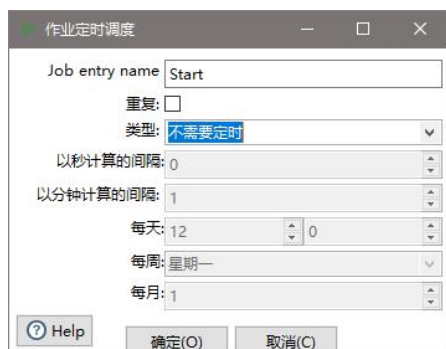 作业定时调度
Job entry name Start
重复:
类型: 不需要定时
以秒计算的间隔: 0
以分钟计算的间隔: 1
每天: 12 0
每周: 星期一
每月: 1
Help
确定(O) 取消(C)